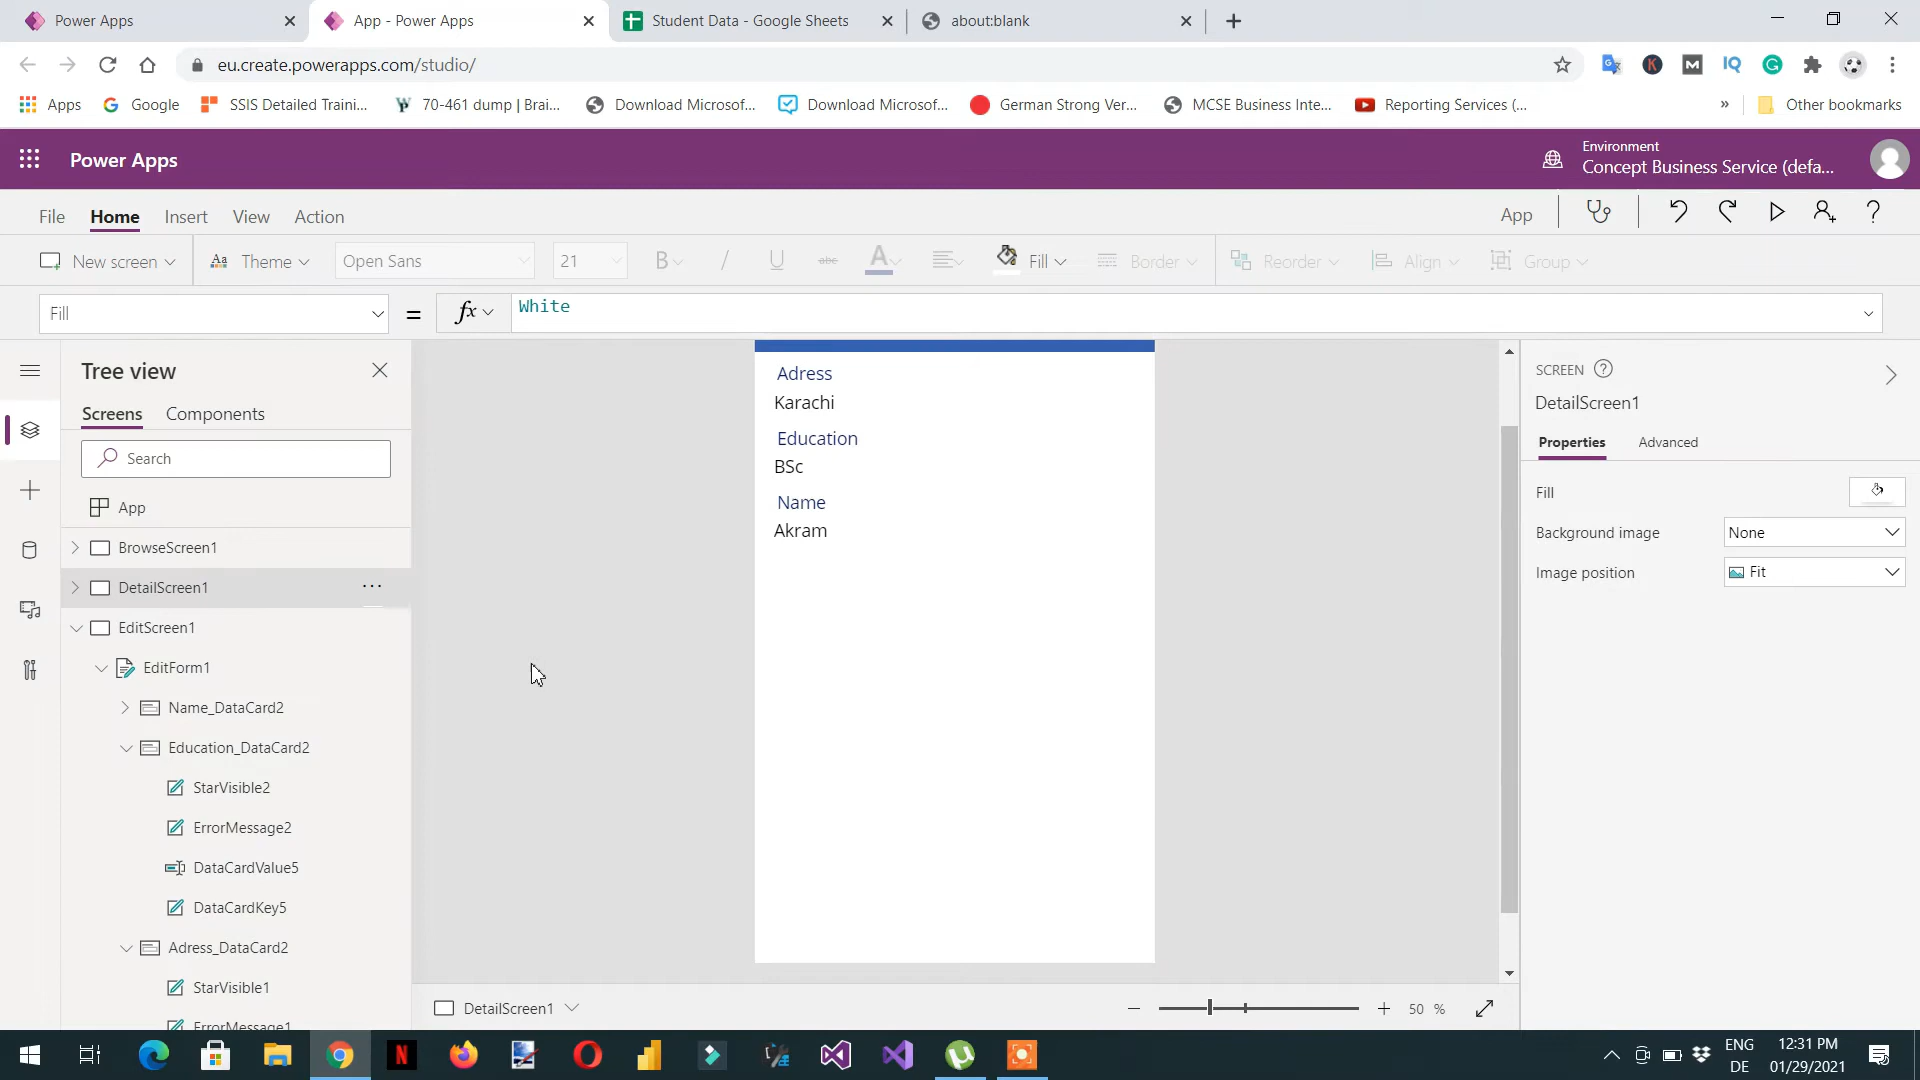 Power Apps
App - Power Apps
Student Data - Google Sheets
about:blank
eu.create.powerapps.com/studio/
Apps
Google
SSIS Detailed Traini...
70-461 dump | Brai...
Download Microsof...
Download Microsof...
German Strong Ver...
MCSE Business Inte...
Reporting Services (...
»
Other bookmarks
Power Apps
Environment
Concept Business Service (defa...
File
Home
Insert
View
Action
App
New screen
Theme
Open Sans
21
B
U
abc
A
Fill
Border
Reorder
Align
Group
Fill
=
fx
White
Tree view
Screens
Components
Search
App
BrowseScreen1
DetailScreen1
...
EditScreen1
EditForm1
Name_DataCard2
Education_DataCard2
StarVisible2
ErrorMessage2
DataCardValue5
DataCardKey5
Adress_DataCard2
StarVisible1
ErrorMessage1
Adress
Karachi
Education
BSc
Name
Akram
DetailScreen1
50 %
SCREEN
DetailScreen1
Properties
Advanced
Fill
Background image
None
Image position
Fit
ENG
DE
12:31 PM
01/29/2021